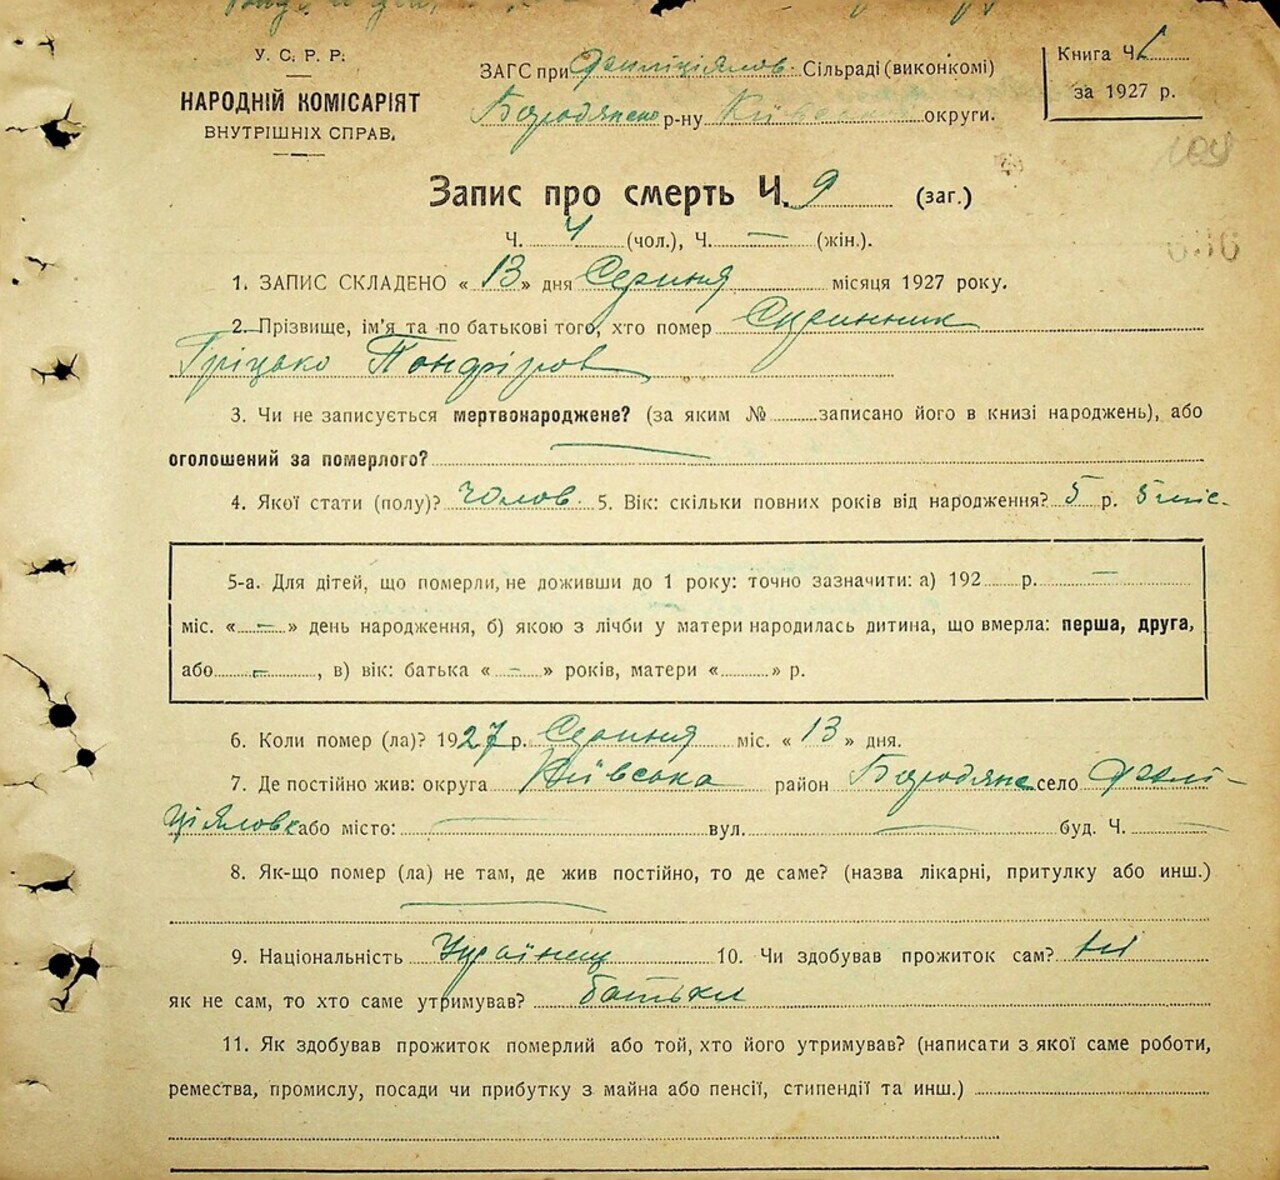 У. С. Р. Р.
НАРОДНІЙ КОМІСАРІЯТ
ВНУТРІШНІХ СПРАВ.
ЗАГС при Феліціялов. Сільраді (виконкомі)
Бородянсько р-ну Київської округи.
Книга Ч.
за 1927 р.
Запис про смерть Ч. 9 (заг.)
Ч. 4 (чол.), Ч. — (жін.).
1. ЗАПИС СКЛАДЕНО « 13 » дня Серпня місяця 1927 року.
2. Прізвище, ім'я та по батькові того, хто помер Скринник
Гріцько Понфіров
3. Чи не записується мертвонароджене? (за яким № записано його в книзі народжень), або
оголошений за померлого? —
4. Якої стати (полу)? Чолов. 5. Вік: скільки повних років від народження? 5 р. 5 міс.
5-а. Для дітей, що померли, не доживши до 1 року: точно зазначити: а) 192 р. —
міс. « — » день народження, б) якою з лічби у матери народилась дитина, що вмерла: перша, друга,
або — , в) вік: батька « — » років, матери « » р.
6. Коли помер (ла)? 1927 р. Серпня міс. « 13 » дня.
7. Де постійно жив: округа Київська район Бородянс село Фелі-
ціяловка або місто: — вул. — буд. Ч. —
8. Як-що помер (ла) не там, де жив постійно, то де саме? (назва лікарні, притулку або инш.)
—
9. Національність Українец 10. Чи здобував прожиток сам? ні
як не сам, то хто саме утримував? батьки
11. Як здобував прожиток померлий або той, хто його утримував? (написати з якої саме роботи,
ремества, промислу, посади чи прибутку з майна або пенсії, стипендії та инш.)